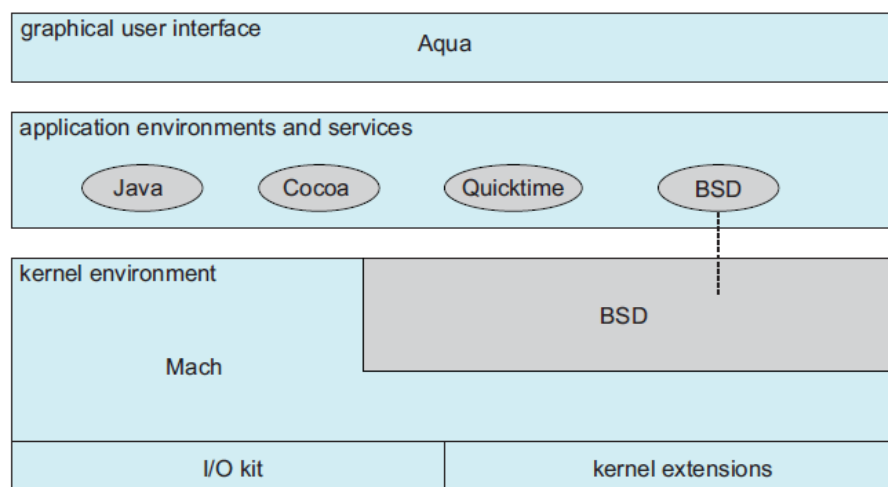 graphical user interface
Aqua
application environments and services
Java
Cocoa
Quicktime
BSD
kernel environment
BSD
Mach
I/O kit
kernel extensions